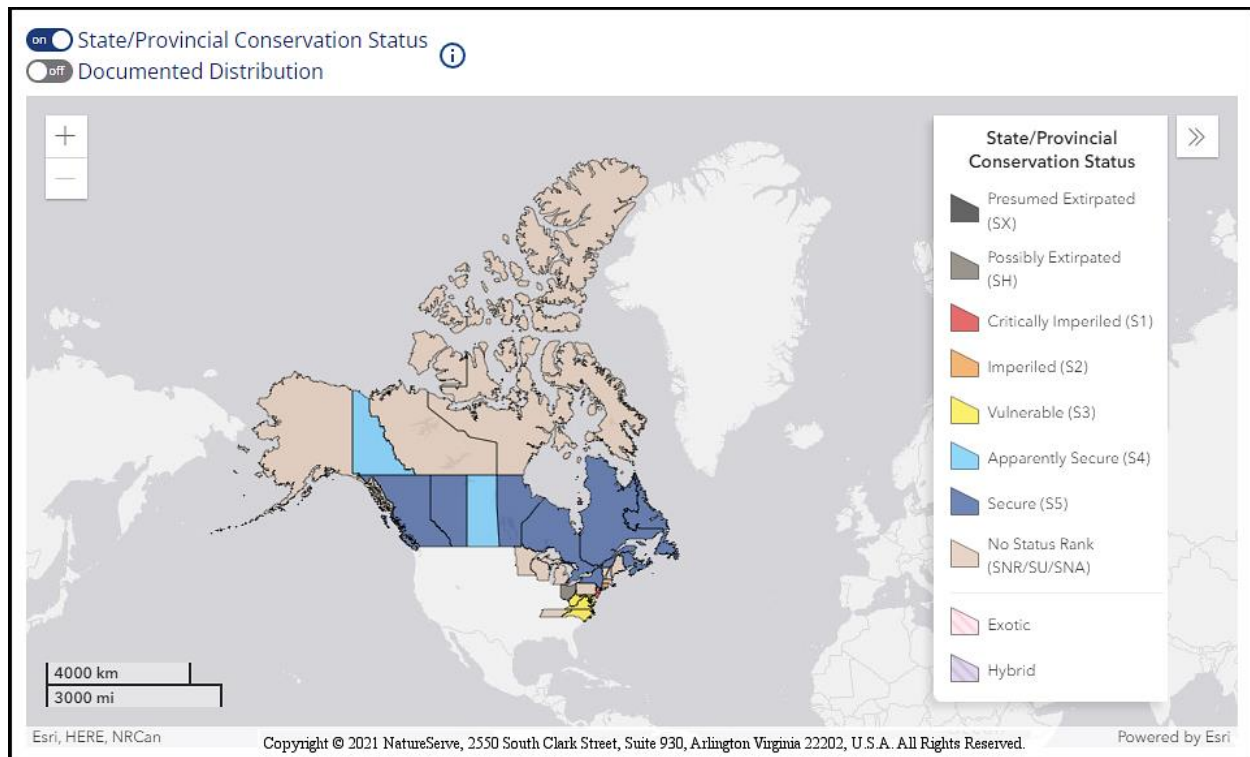 on State/Provincial Conservation Status
off Documented Distribution
i
+
−
State/Provincial
Conservation Status
Presumed Extirpated
(SX)
Possibly Extirpated
(SH)
Critically Imperiled (S1)
Imperiled (S2)
Vulnerable (S3)
Apparently Secure (S4)
Secure (S5)
No Status Rank
(SNR/SU/SNA)
Exotic
Hybrid
4000 km
3000 mi
Esri, HERE, NRCan
Copyright © 2021 NatureServe, 2550 South Clark Street, Suite 930, Arlington Virginia 22202, U.S.A. All Rights Reserved.
Powered by Esri